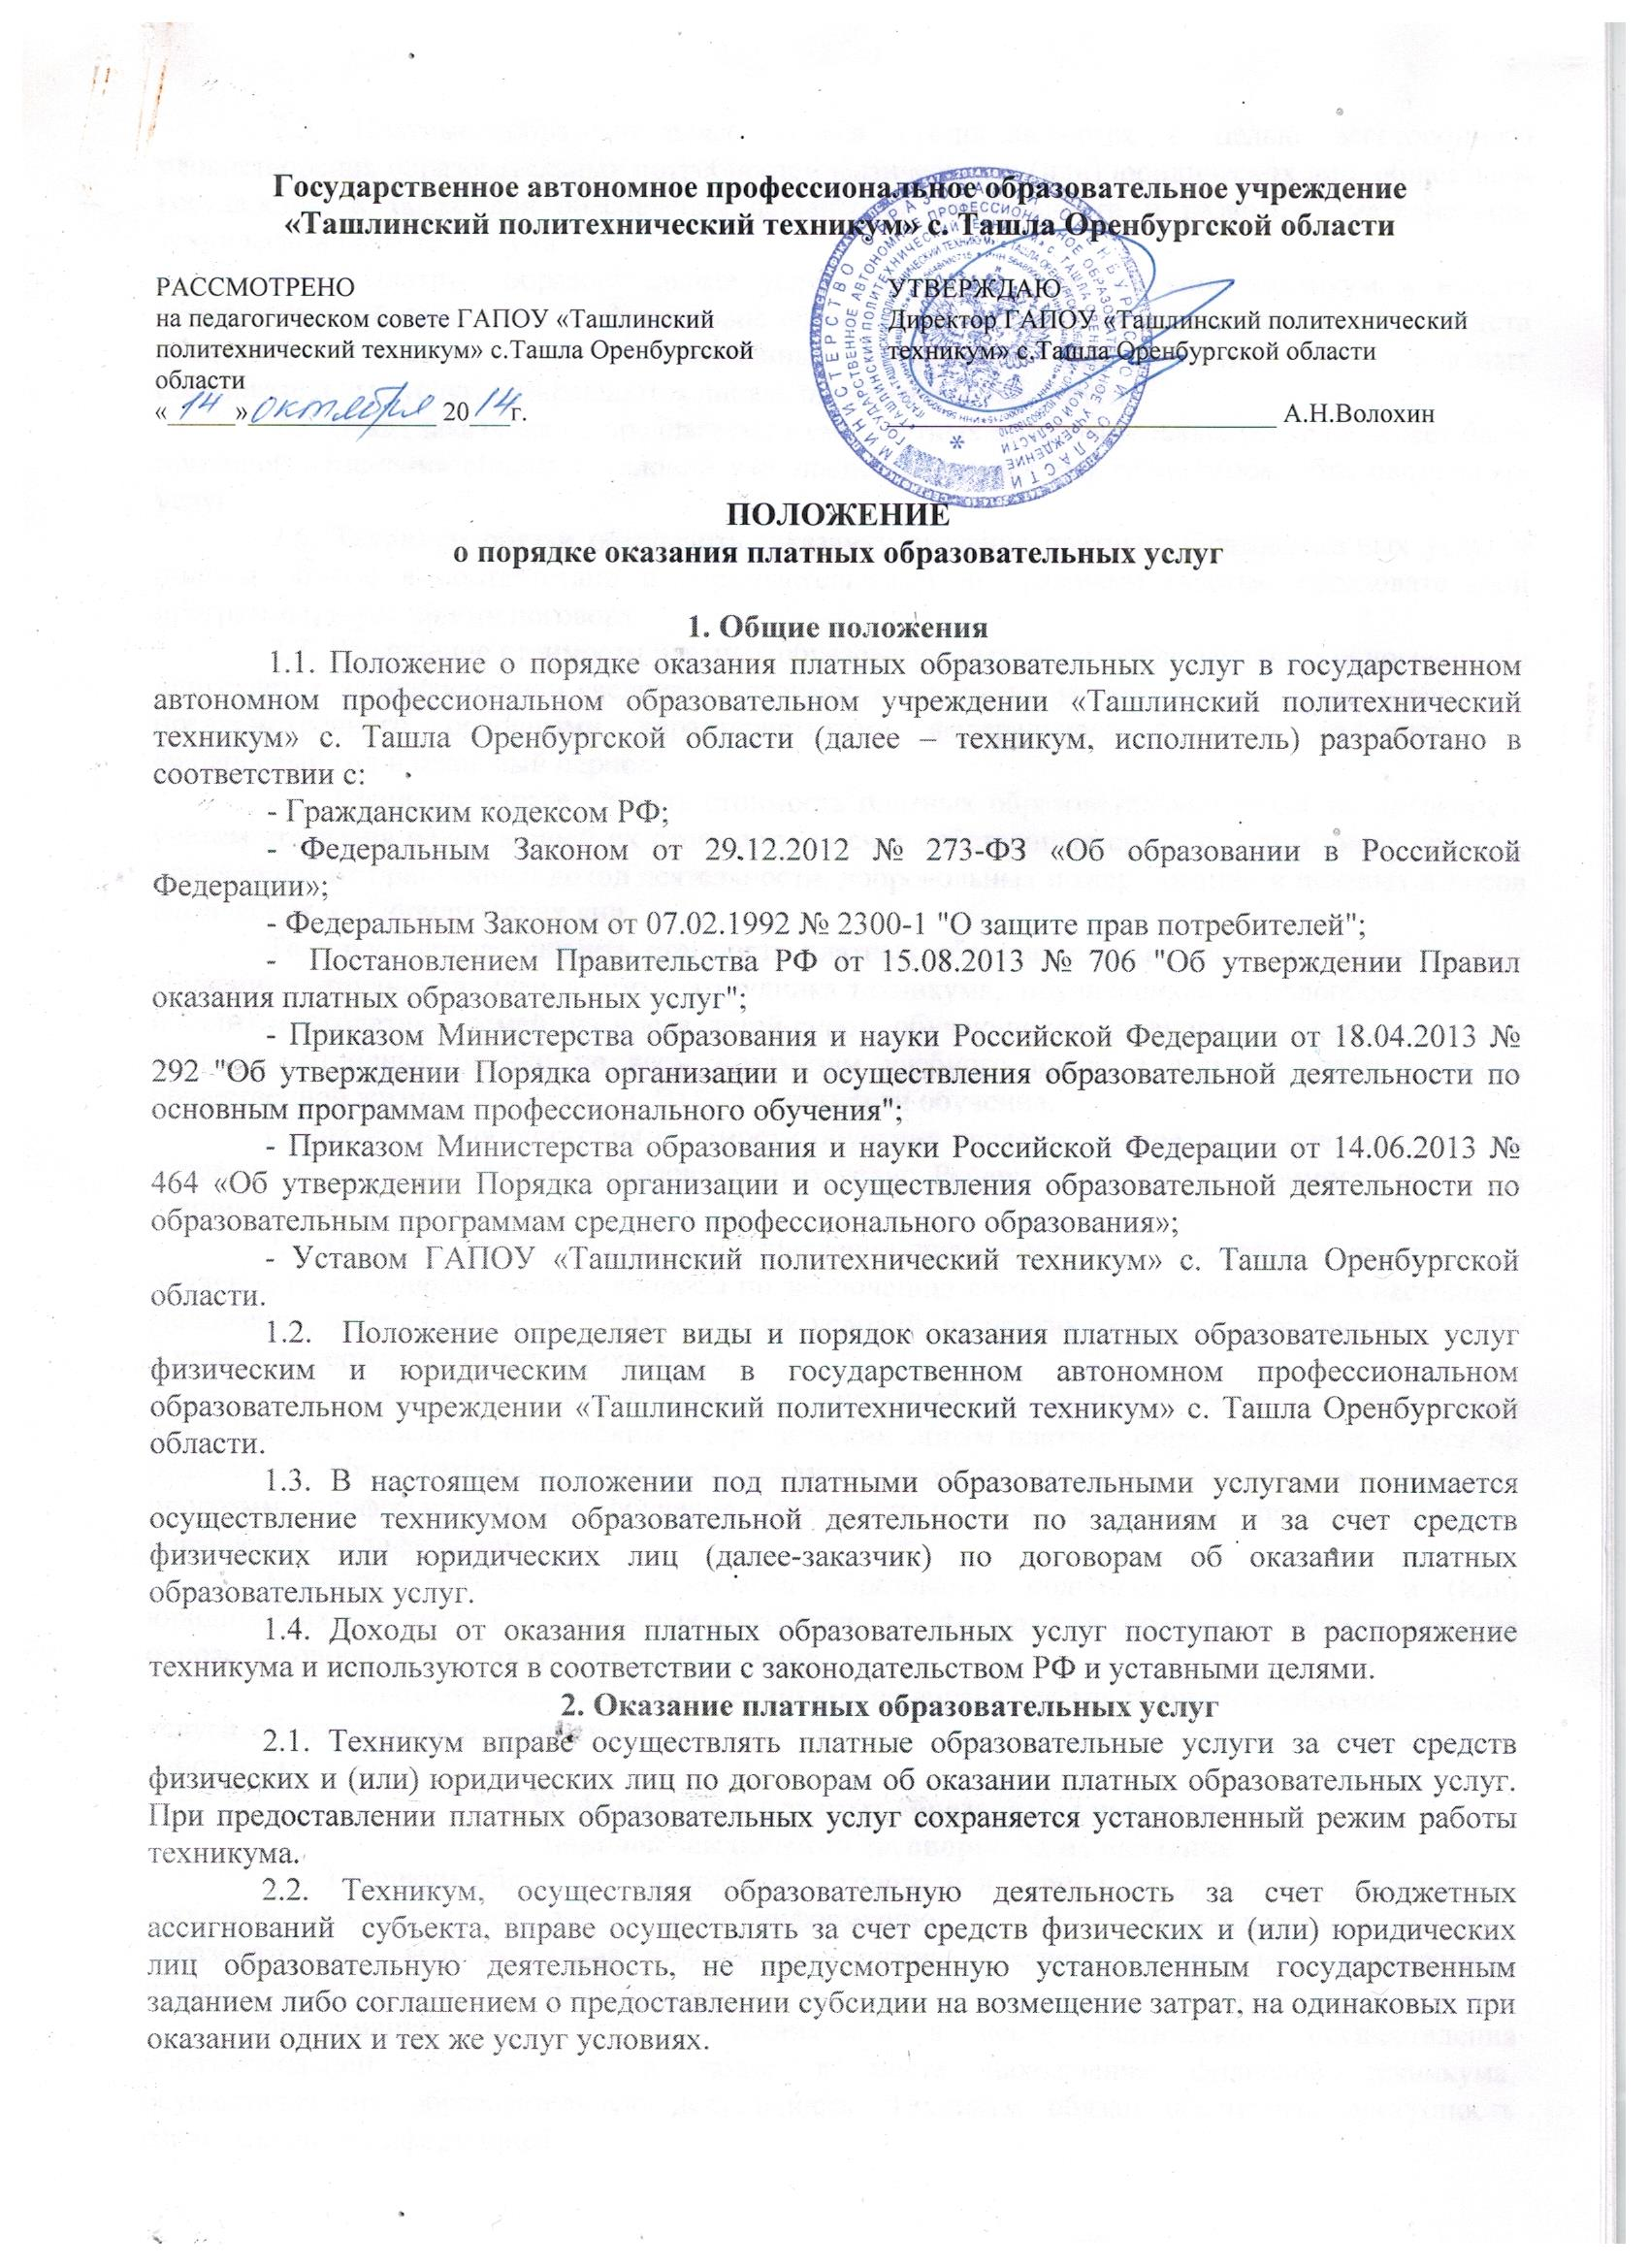 Государственное автономное профессиональное образовательное учреждение
«Ташлинский политехнический техникум» с. Ташла Оренбургской области
РАССМОТРЕНО
на педагогическом совете ГАПОУ «Ташлинский
политехнический техникум» с.Ташла Оренбургской
области
«14» октября 2014г.
УТВЕРЖДАЮ
Директор ГАПОУ «Ташлинский политехнический
техникум» с.Ташла Оренбургской области
А.Н.Волохин
ПОЛОЖЕНИЕ
о порядке оказания платных образовательных услуг
1. Общие положения
1.1. Положение о порядке оказания платных образовательных услуг в государственном
автономном профессиональном образовательном учреждении «Ташлинский политехнический
техникум» с. Ташла Оренбургской области (далее – техникум, исполнитель) разработано в
соответствии с:
- Гражданским кодексом РФ;
- Федеральным Законом от 29.12.2012 № 273-ФЗ «Об образовании в Российской
Федерации»;
- Федеральным Законом от 07.02.1992 № 2300-1 "О защите прав потребителей";
- Постановлением Правительства РФ от 15.08.2013 № 706 "Об утверждении Правил
оказания платных образовательных услуг";
- Приказом Министерства образования и науки Российской Федерации от 18.04.2013 №
292 "Об утверждении Порядка организации и осуществления образовательной деятельности по
основным программам профессионального обучения";
- Приказом Министерства образования и науки Российской Федерации от 14.06.2013 №
464 «Об утверждении Порядка организации и осуществления образовательной деятельности по
образовательным программам среднего профессионального образования»;
- Уставом ГАПОУ «Ташлинский политехнический техникум» с. Ташла Оренбургской
области.
1.2. Положение определяет виды и порядок оказания платных образовательных услуг
физическим и юридическим лицам в государственном автономном профессиональном
образовательном учреждении «Ташлинский политехнический техникум» с. Ташла Оренбургской
области.
1.3. В настоящем положении под платными образовательными услугами понимается
осуществление техникумом образовательной деятельности по заданиям и за счет средств
физических или юридических лиц (далее-заказчик) по договорам об оказании платных
образовательных услуг.
1.4. Доходы от оказания платных образовательных услуг поступают в распоряжение
техникума и используются в соответствии с законодательством РФ и уставными целями.
2. Оказание платных образовательных услуг
2.1. Техникум вправе осуществлять платные образовательные услуги за счет средств
физических и (или) юридических лиц по договорам об оказании платных образовательных услуг.
При предоставлении платных образовательных услуг сохраняется установленный режим работы
техникума.
2.2. Техникум, осуществляя образовательную деятельность за счет бюджетных
ассигнований субъекта, вправе осуществлять за счет средств физических и (или) юридических
лиц образовательную деятельность, не предусмотренную установленным государственным
заданием либо соглашением о предоставлении субсидии на возмещение затрат, на одинаковых при
оказании одних и тех же услуг условиях.